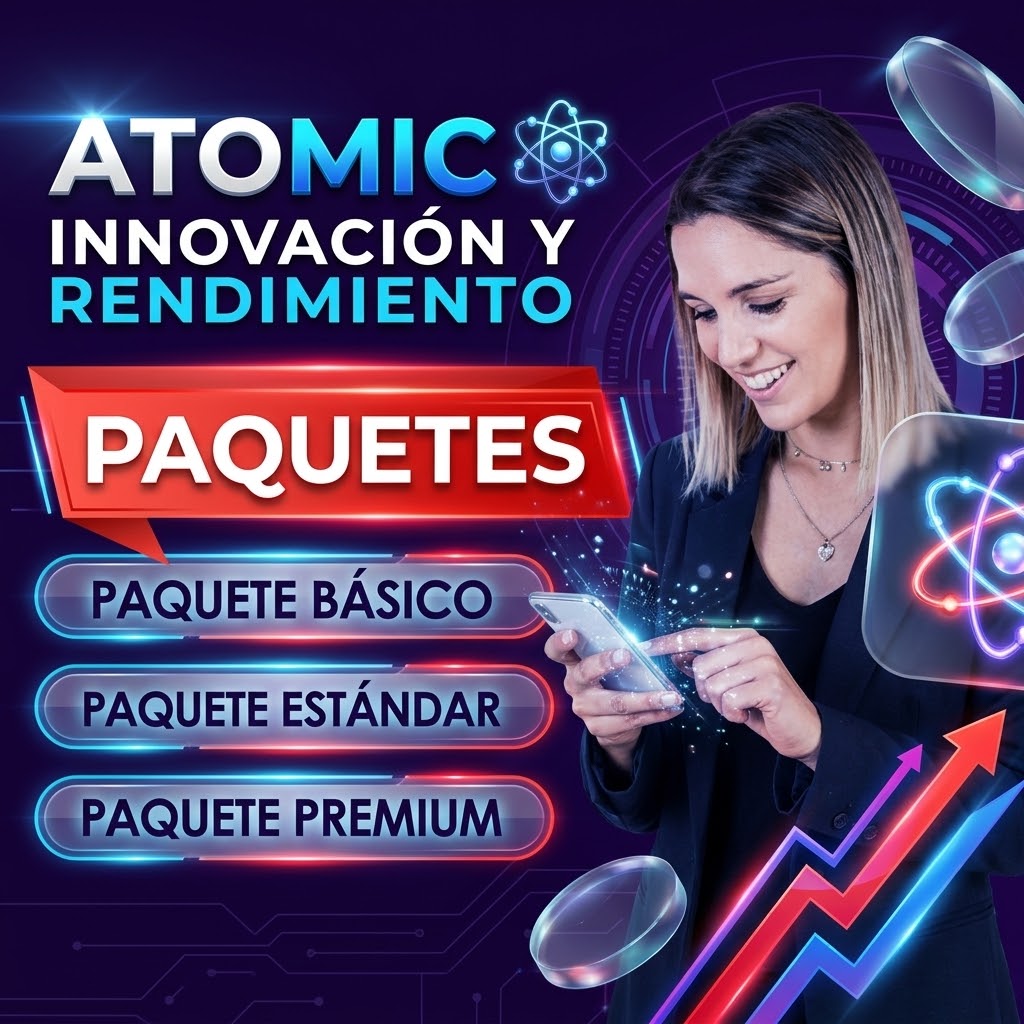 ATOMIC
INNOVACIÓN Y
RENDIMIENTO
PAQUETES
PAQUETE BÁSICO
PAQUETE ESTÁNDAR
PAQUETE PREMIUM